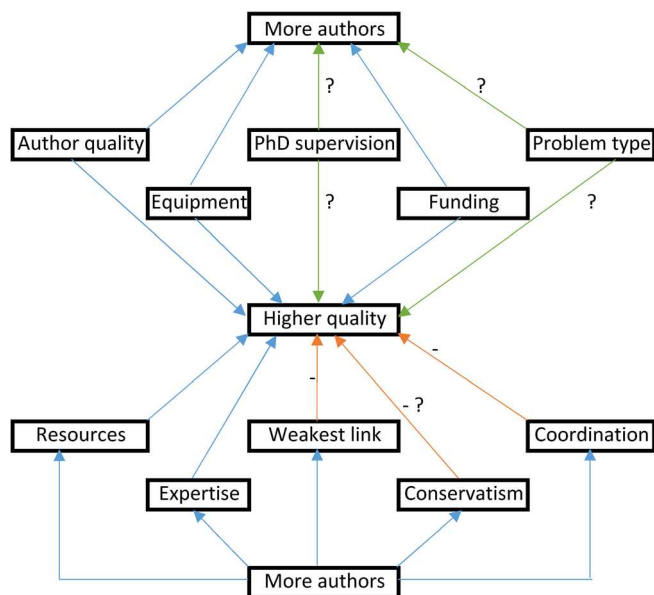 More authors
?
?
Author quality
PhD supervision
Problem type
Equipment
?
Funding
?
Higher quality
-
-
- ?
Resources
Weakest link
Coordination
Expertise
Conservatism
More authors